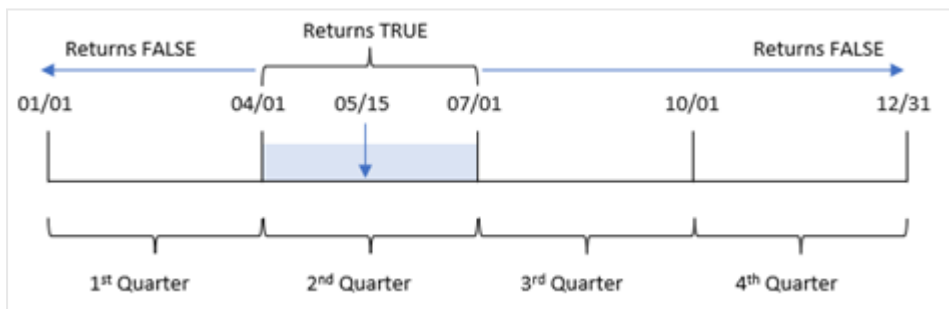 Returns TRUE
Returns FALSE Returns FALSE
01/01 04/01 05/15 07/01 10/01 12/31
1st Quarter 2nd Quarter 3rd Quarter 4th Quarter